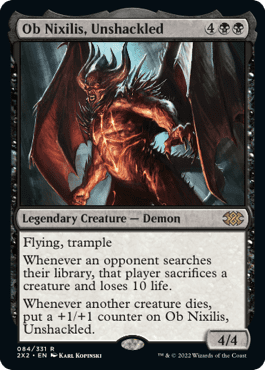 Ob Nixilis, Unshackled 4
Legendary Creature — Demon
Flying, trample
Whenever an opponent searches
their library, that player sacrifices a
creature and loses 10 life.
Whenever another creature dies,
put a +1/+1 counter on Ob Nixilis,
Unshackled.
4/4
084/331 R
2X2 • EN Karl Kopinski ™ & © 2022 Wizards of the Coast